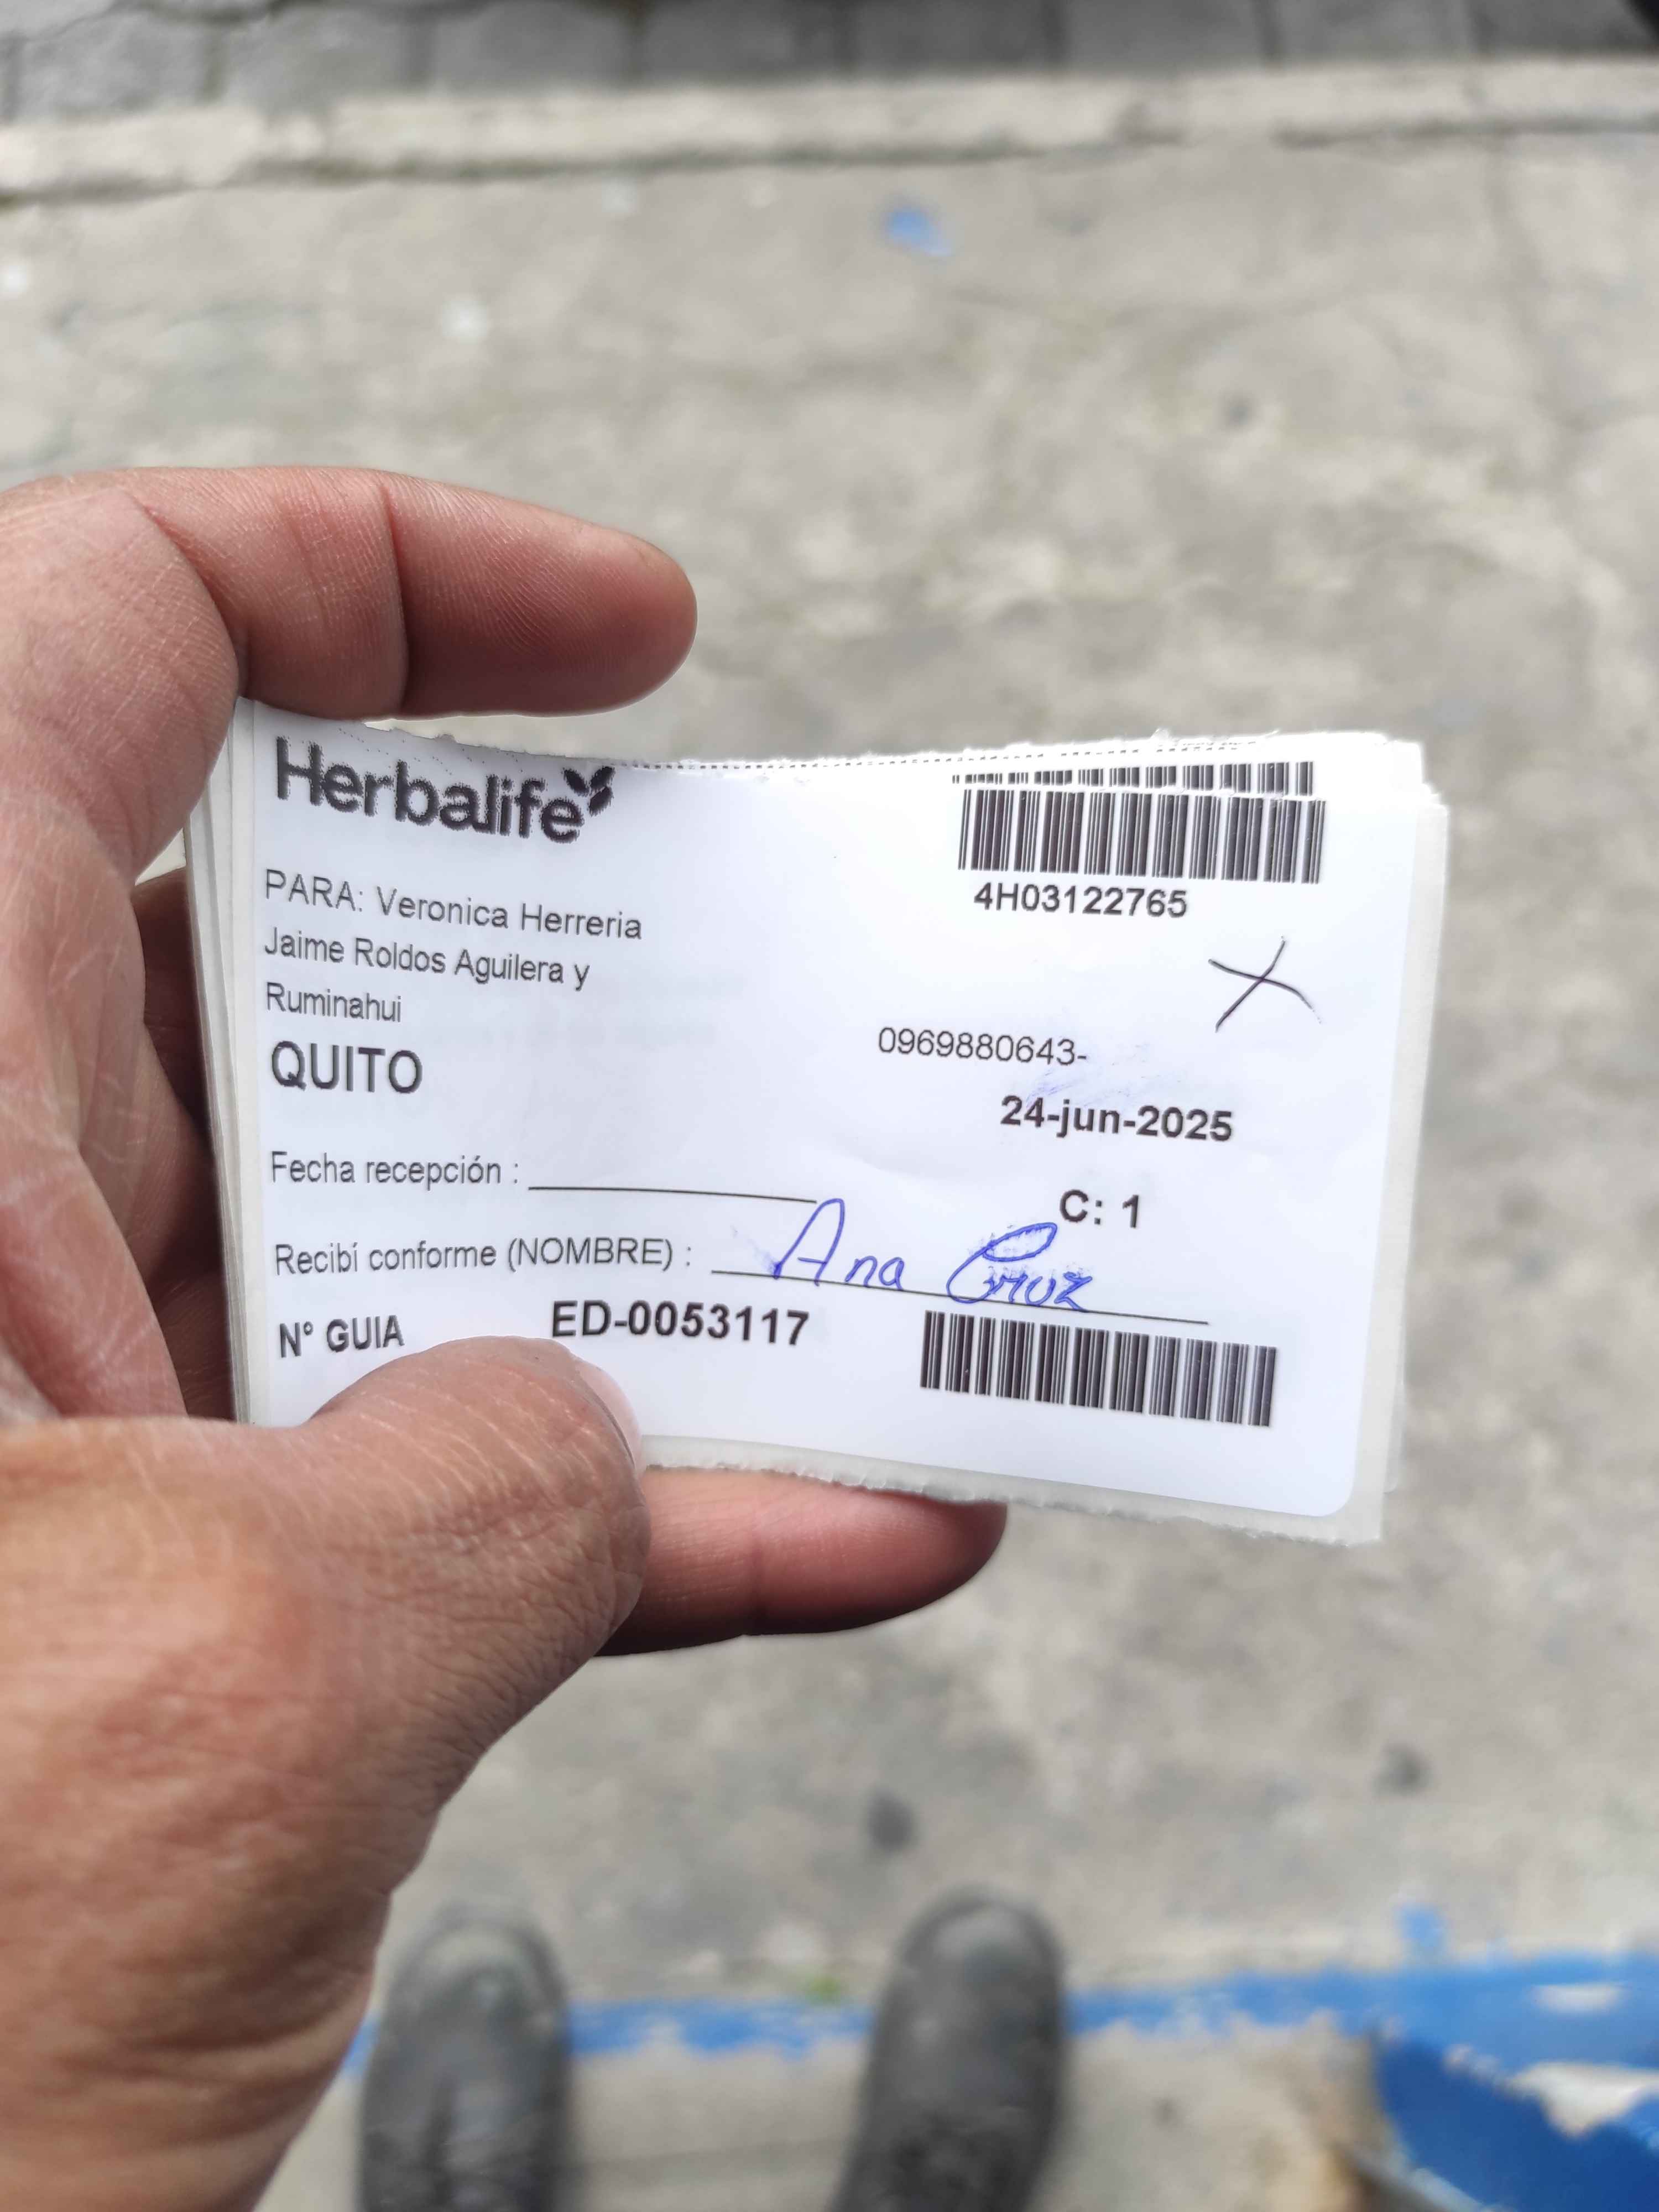 Herbalife
4H03122765
PARA: Veronica Herreria
Jaime Roldos Aguilera y
Ruminahui
0969880643-
QUITO
24-jun-2025
Fecha recepción :
C: 1
Recibí conforme (NOMBRE) : Ana Cruz
N° GUIA ED-0053117